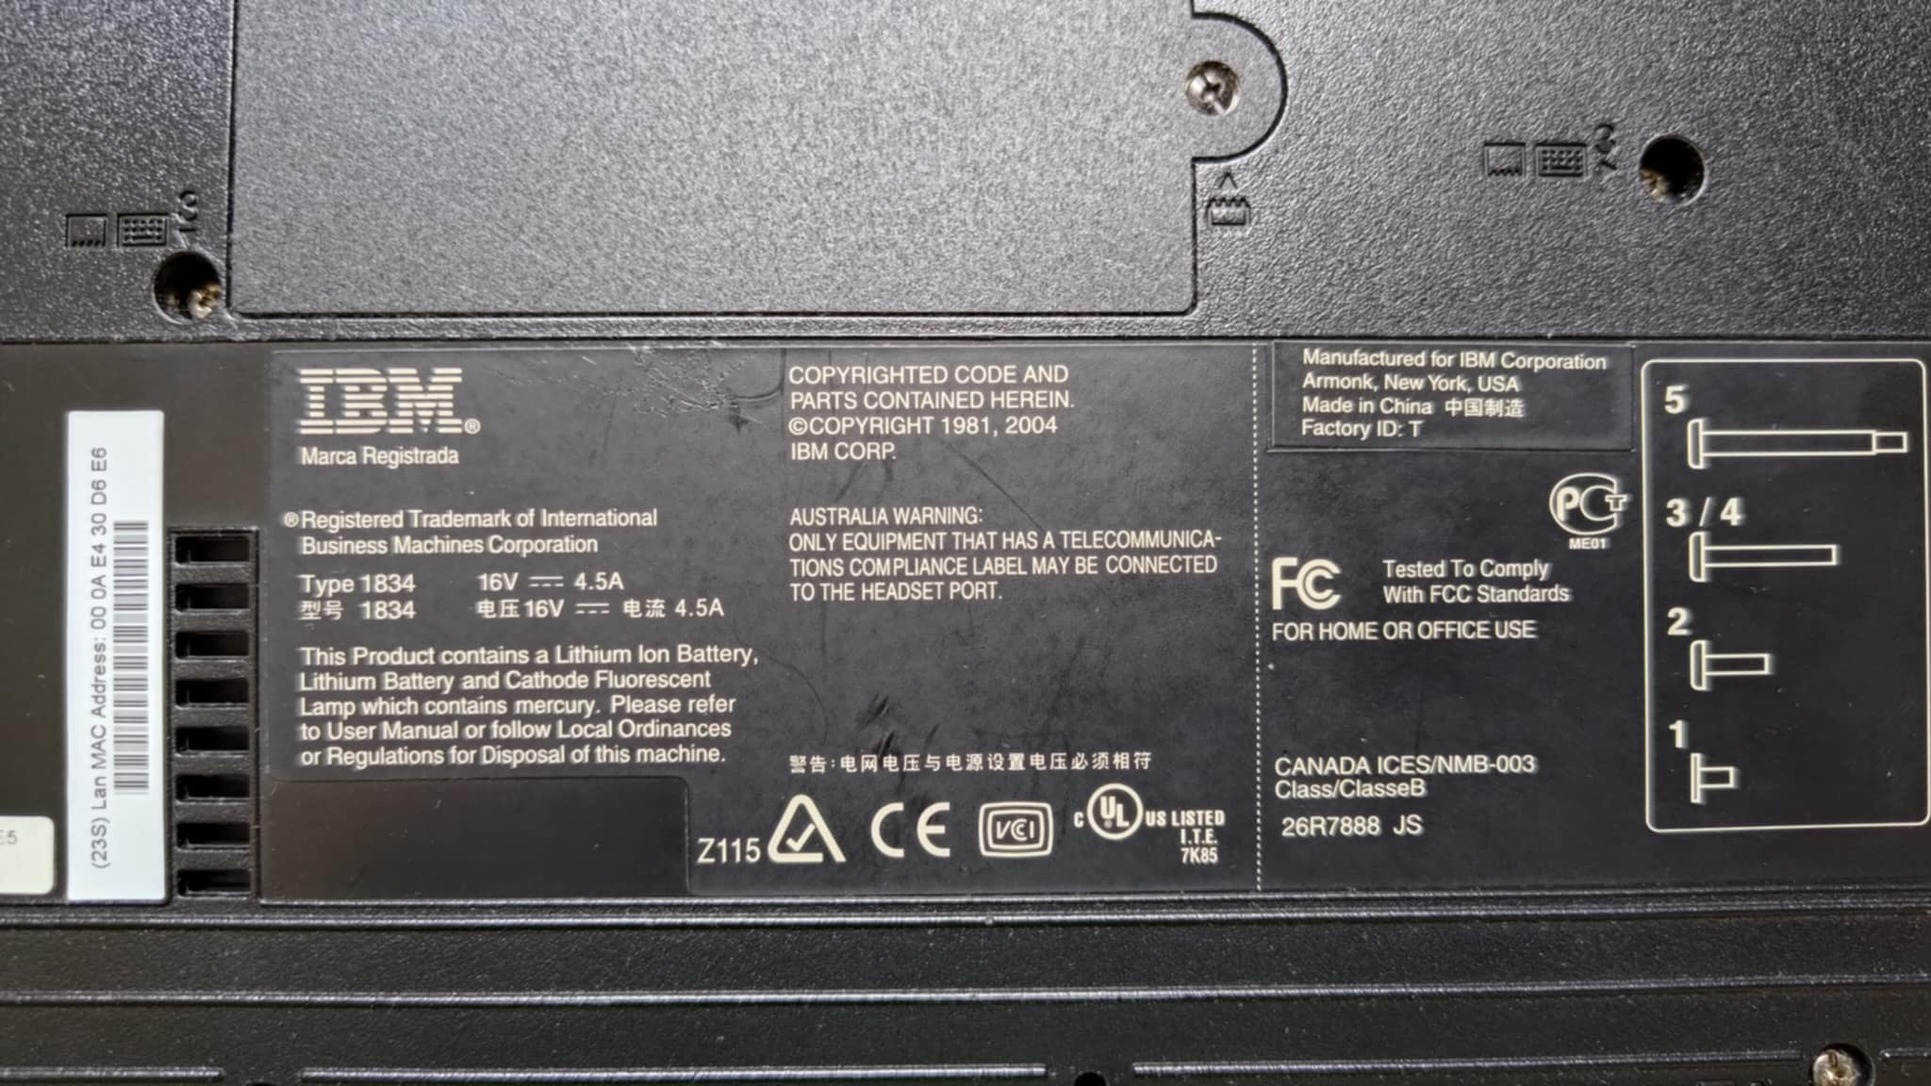 (23S) Lan MAC Address: 00 0A E4 30 D6 E6
IBM®
Marca Registrada
® Registered Trademark of International
Business Machines Corporation
Type 1834 16V ⎓ 4.5A
型号 1834 电压16V ⎓ 电流 4.5A
This Product contains a Lithium Ion Battery,
Lithium Battery and Cathode Fluorescent
Lamp which contains mercury. Please refer
to User Manual or follow Local Ordinances
or Regulations for Disposal of this machine.
COPYRIGHTED CODE AND
PARTS CONTAINED HEREIN.
©COPYRIGHT 1981, 2004
IBM CORP.
AUSTRALIA WARNING:
ONLY EQUIPMENT THAT HAS A TELECOMMUNICA-
TIONS COMPLIANCE LABEL MAY BE CONNECTED
TO THE HEADSET PORT.
警告:电网电压与电源设置电压必须相符
Z115
CE
VCI
C UL US LISTED
I.T.E.
7K85
Manufactured for IBM Corporation
Armonk, New York, USA
Made in China 中国制造
Factory ID: T
PCT
ME01
FC
Tested To Comply
With FCC Standards
FOR HOME OR OFFICE USE
CANADA ICES/NMB-003
Class/ClasseB
26R7888 JS
5
3 / 4
2
1